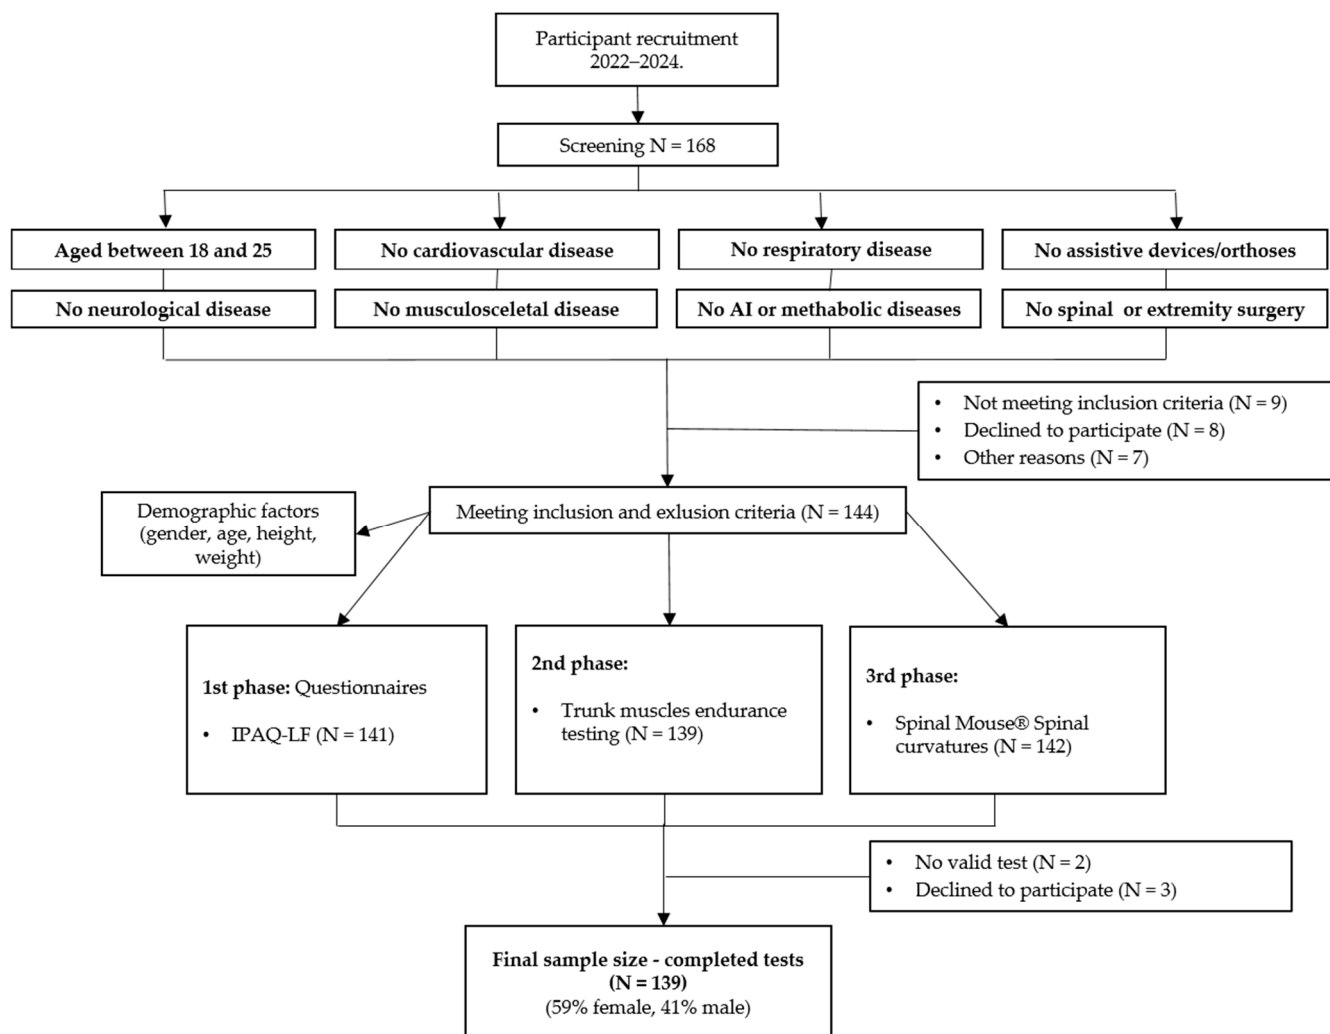 Participant recruitment
2022–2024.
Screening N = 168
Aged between 18 and 25
No cardiovascular disease
No respiratory disease
No assistive devices/orthoses
No neurological disease
No musculosceletal disease
No AI or methabolic diseases
No spinal or extremity surgery
• Not meeting inclusion criteria (N = 9)
• Declined to participate (N = 8)
• Other reasons (N = 7)
Meeting inclusion and exlusion criteria (N = 144)
Demographic factors
(gender, age, height,
weight)
1st phase: Questionnaires
• IPAQ-LF (N = 141)
2nd phase:
• Trunk muscles endurance
testing (N = 139)
3rd phase:
• Spinal Mouse® Spinal
curvatures (N = 142)
• No valid test (N = 2)
• Declined to participate (N = 3)
Final sample size - completed tests
(N = 139)
(59% female, 41% male)